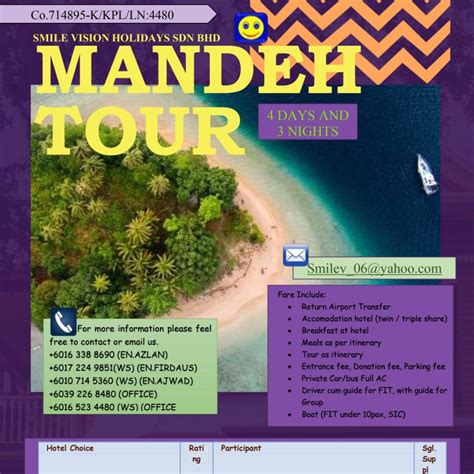 Co.714895-K/KPL/LN:4480
SMILE VISION HOLIDAYS SDN BHD
MANDEH
TOUR
4 DAYS AND
3 NIGHTS
Smilev_06@yahoo.com
For more information please feel
free to contact or email us.
+6016 338 8690 (EN.AZLAN)
+6017 224 9851(WS) (EN.FIRDAUS)
+6010 714 5360 (WS) (EN.AJWAD)
+6039 226 8480 (OFFICE)
+6016 523 4480 (WS) (OFFICE
Fare Include:
• Return Airport Transfer
• Accomodation hotel (twin / triple share)
• Breakfast at hotel
• Meals as per itinerary
• Tour as itinerary
• Entrance fee, Donation fee, Parking fee
• Private Car/bus Full AC
• Driver cum guide for FIT, with guide for
Group
• Boat (FIT under 10pax, SIC)
Hotel Choice Rati Participant Sgl.
ng Sup
pl